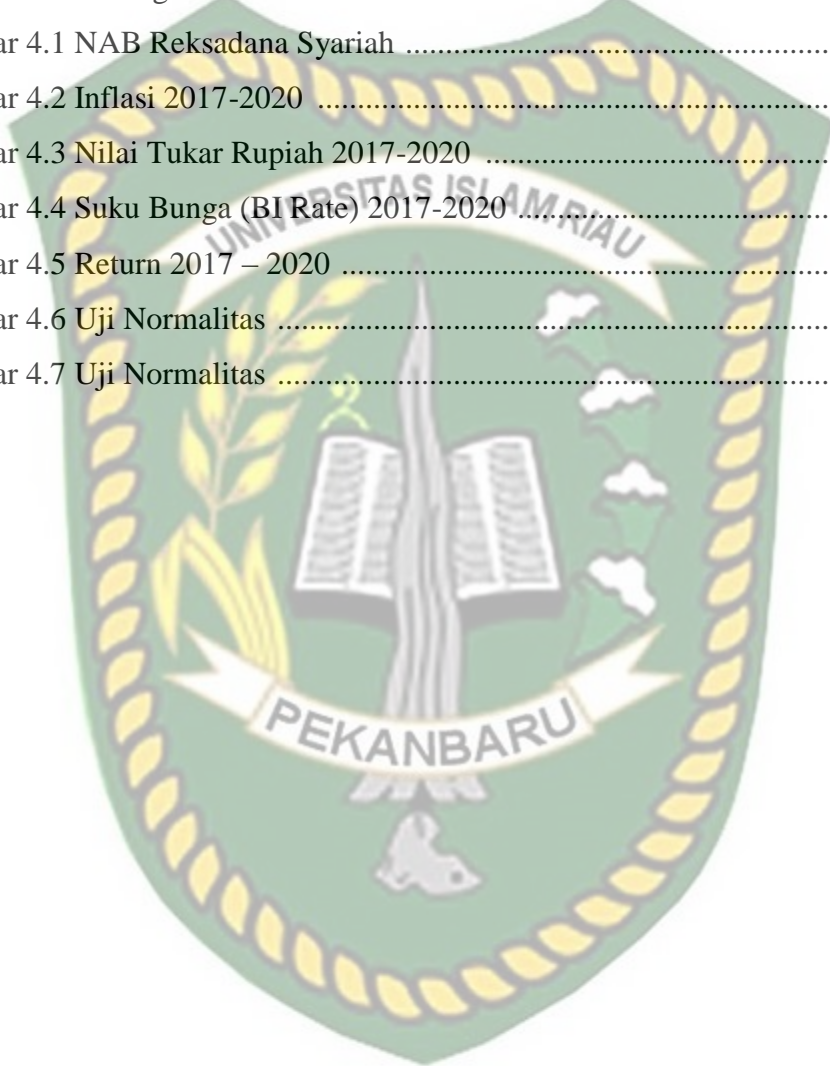 ar 4.1 NAB Reksadana Syariah ..........................................................
ar 4.2 Inflasi 2017-2020 ..........................................................
ar 4.3 Nilai Tukar Rupiah 2017-2020 ..........................................................
UNIVERSITAS ISLAM RIAU
ar 4.4 Suku Bunga (BI Rate) 2017-2020 ..........................................................
ar 4.5 Return 2017 – 2020 ..........................................................
ar 4.6 Uji Normalitas ..........................................................
ar 4.7 Uji Normalitas ..........................................................
PEKANBARU